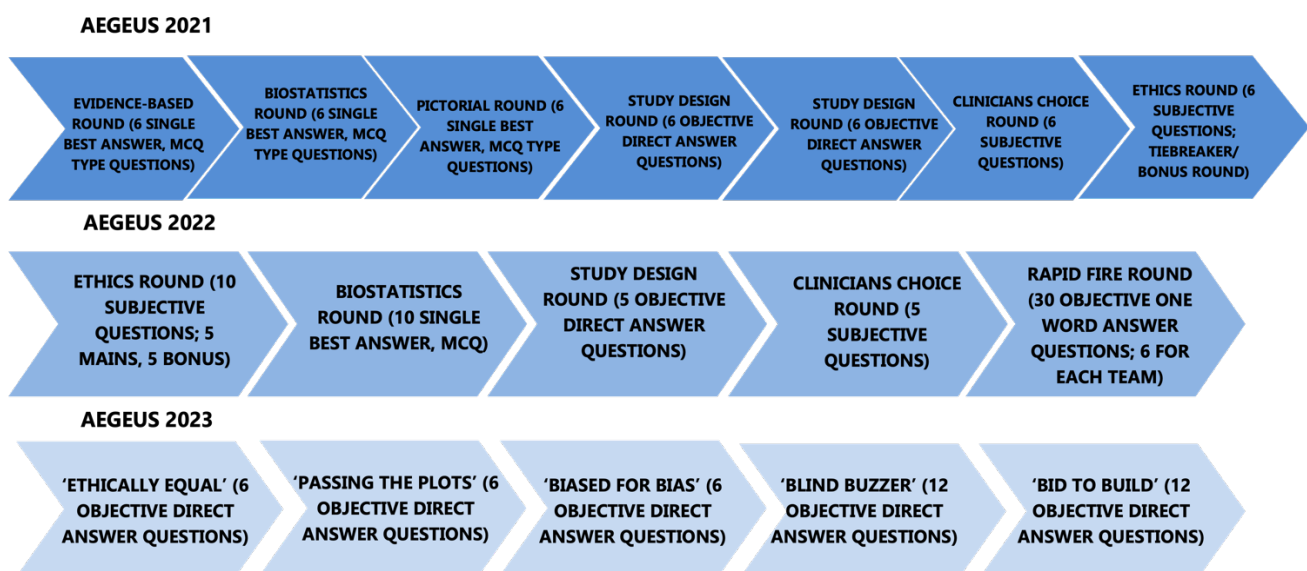 AEGEUS 2021
EVIDENCE-BASED
ROUND (6 SINGLE
BEST ANSWER, MCQ
TYPE QUESTIONS)
BIOSTATISTICS
ROUND (6 SINGLE
BEST ANSWER, MCQ
TYPE QUESTIONS)
PICTORIAL ROUND (6
SINGLE BEST
ANSWER, MCQ TYPE
QUESTIONS)
STUDY DESIGN
ROUND (6 OBJECTIVE
DIRECT ANSWER
QUESTIONS)
STUDY DESIGN
ROUND (6 OBJECTIVE
DIRECT ANSWER
QUESTIONS)
CLINICIANS CHOICE
ROUND (6
SUBJECTIVE
QUESTIONS)
ETHICS ROUND (6
SUBJECTIVE
QUESTIONS;
TIEBREAKER/
BONUS ROUND)
AEGEUS 2022
ETHICS ROUND (10
SUBJECTIVE
QUESTIONS; 5
MAINS, 5 BONUS)
BIOSTATISTICS
ROUND (10 SINGLE
BEST ANSWER, MCQ)
STUDY DESIGN
ROUND (5 OBJECTIVE
DIRECT ANSWER
QUESTIONS)
CLINICIANS CHOICE
ROUND (5
SUBJECTIVE
QUESTIONS)
RAPID FIRE ROUND
(30 OBJECTIVE ONE
WORD ANSWER
QUESTIONS; 6 FOR
EACH TEAM)
AEGEUS 2023
‘ETHICALLY EQUAL’ (6
OBJECTIVE DIRECT
ANSWER QUESTIONS)
‘PASSING THE PLOTS’ (6
OBJECTIVE DIRECT
ANSWER QUESTIONS)
‘BIASED FOR BIAS’ (6
OBJECTIVE DIRECT
ANSWER QUESTIONS)
‘BLIND BUZZER’ (12
OBJECTIVE DIRECT
ANSWER QUESTIONS)
‘BID TO BUILD’ (12
OBJECTIVE DIRECT
ANSWER QUESTIONS)